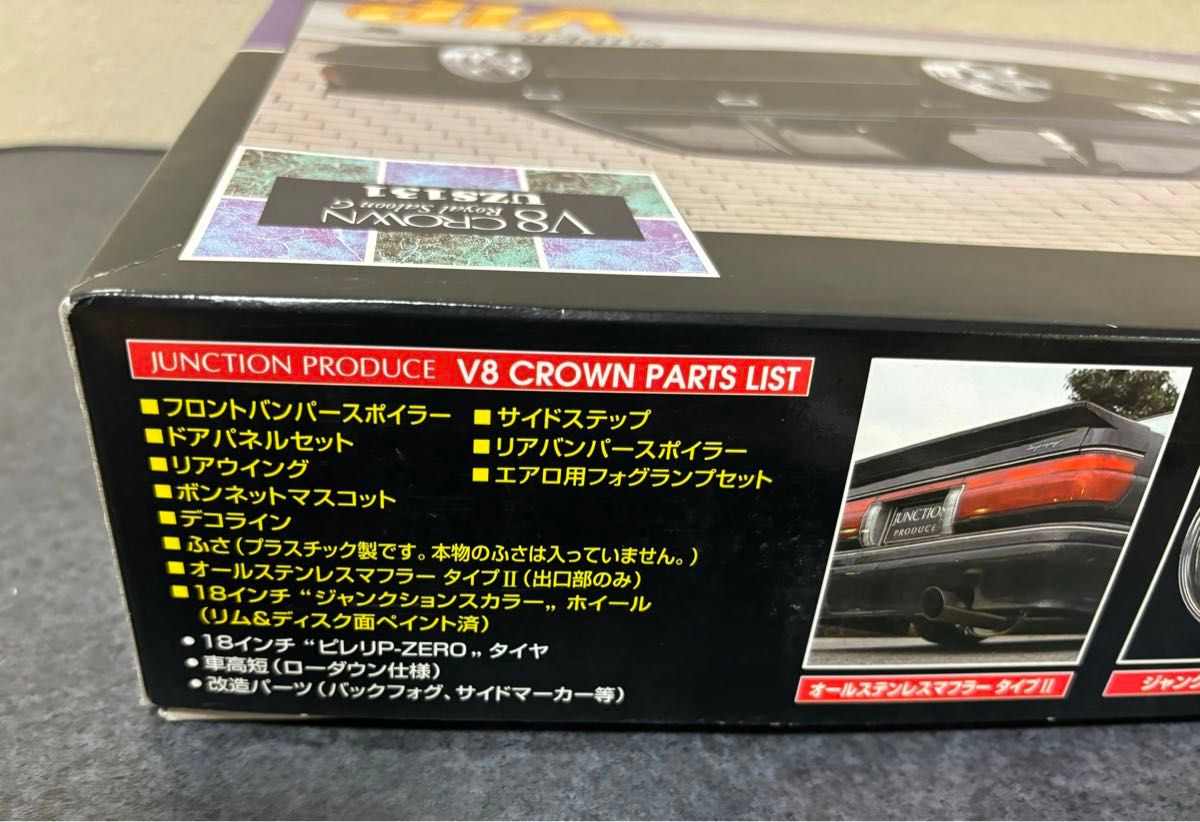 SUPER VIP
V8 CROWN
Royal Saloon G
UZS131
JUNCTION PRODUCE V8 CROWN PARTS LIST
■フロントバンパースポイラー
■ドアパネルセット
■リアウイング
■ボンネットマスコット
■デコライン
■サイドステップ
■リアバンパースポイラー
■エアロ用フォグランプセット
■ふさ(プラスチック製です。本物のふさは入っていません。)
■オールステンレスマフラー タイプⅡ(出口部のみ)
■18インチ“ジャンクションスカラー„ ホイール
(リム&ディスク面ペイント済)
●18インチ“ピレリP-ZERO„ タイヤ
●車高短(ローダウン仕様)
●改造パーツ(バックフォグ、サイドマーカー等)
JUNCTION
PRODUCE
オールステンレスマフラー タイプⅡ
ジャンク